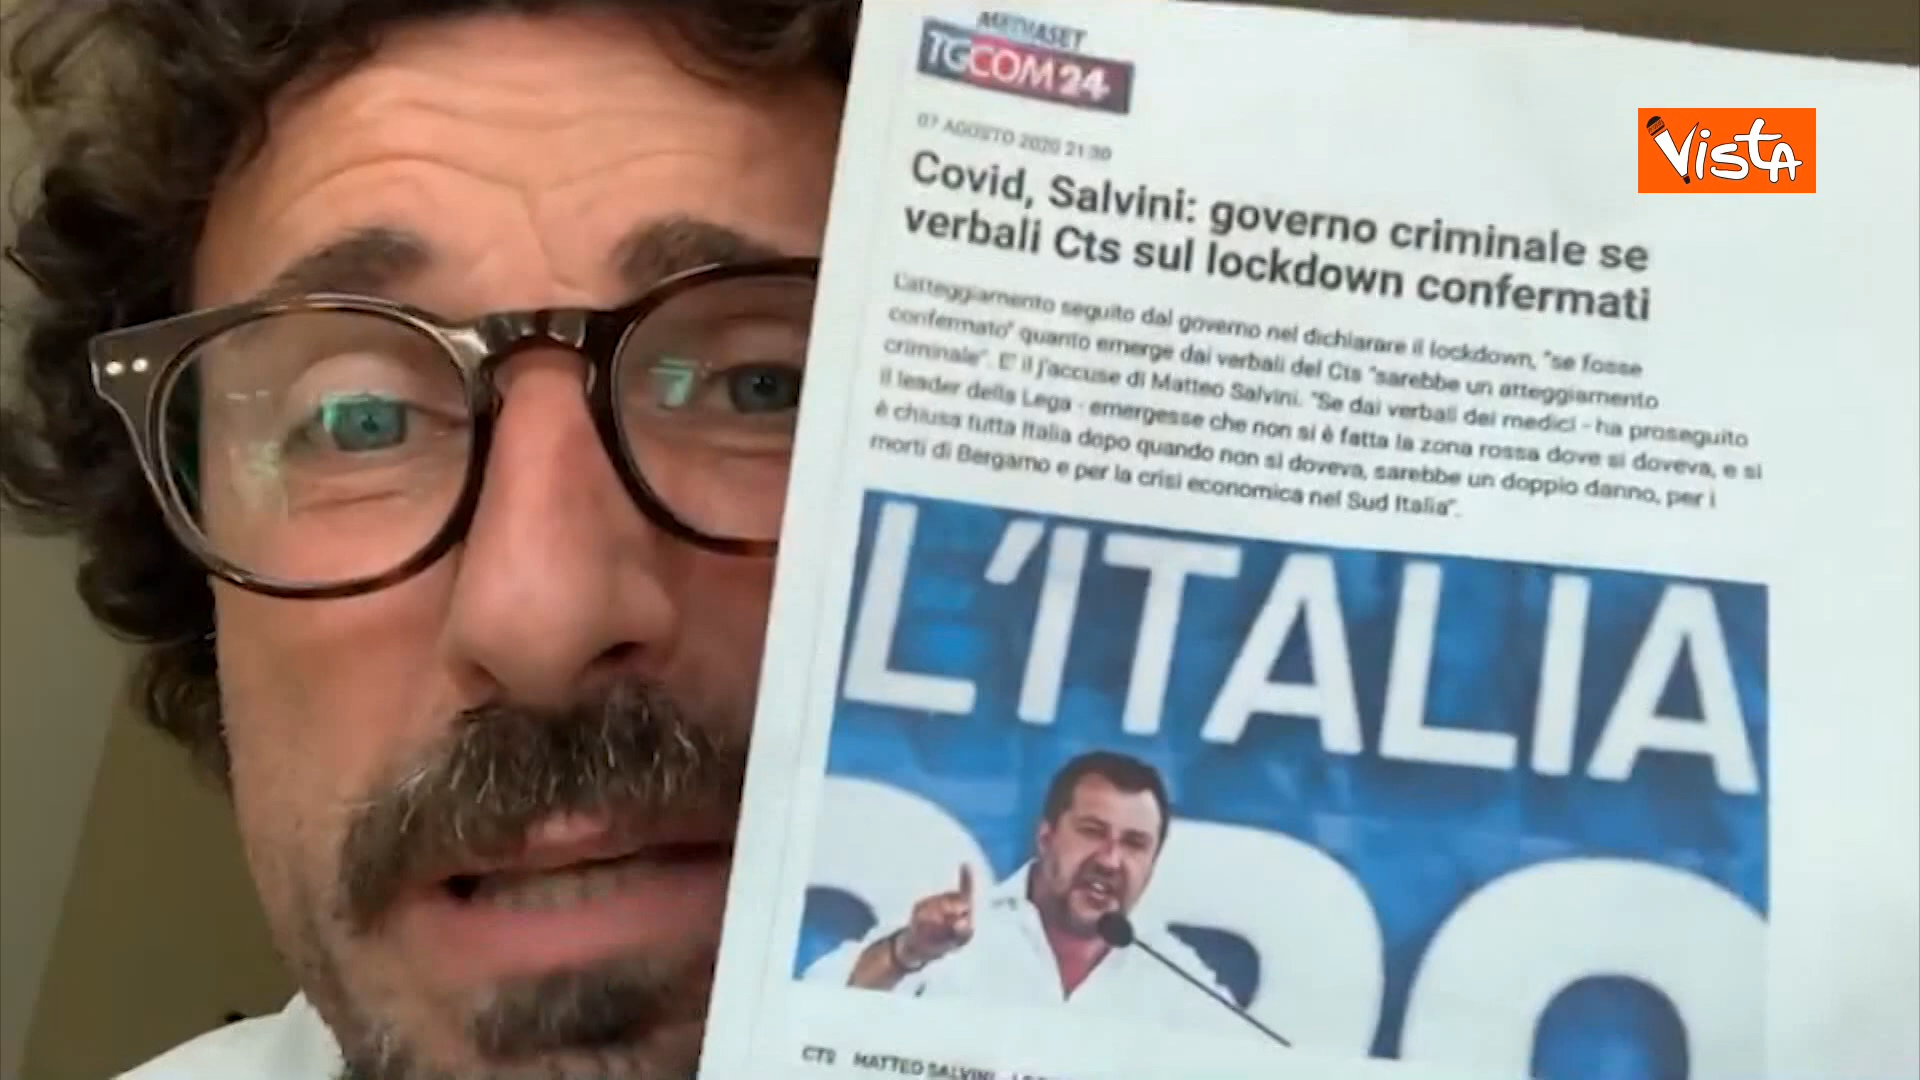 MEDIASET
TGCOM24
VISTA
07 AGOSTO 2020 21:30
Covid, Salvini: governo criminale se
verbali Cts sul lockdown confermati
L'atteggiamento seguito dal governo nel dichiarare il lockdown, "se fosse
confermato" quanto emerge dai verbali del Cts "sarebbe un atteggiamento
criminale". E' il j'accuse di Matteo Salvini. "Se dai verbali dei medici - ha proseguito
il leader della Lega - emergesse che non si è fatta la zona rossa dove si doveva, e si
è chiusa tutta Italia dopo quando non si doveva, sarebbe un doppio danno, per i
morti di Bergamo e per la crisi economica nel Sud Italia".
L'ITALIA
CTS MATTEO SALVINI